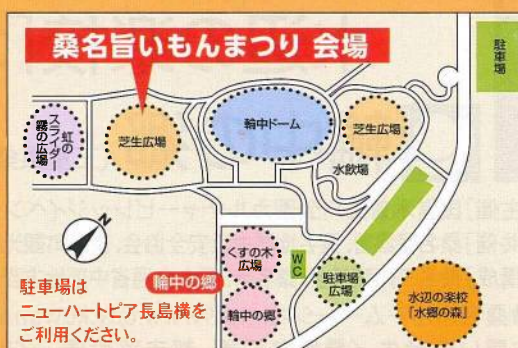 桑名旨いもんまつり 会場
駐車場
虹の
スライダー
霧の広場
芝生広場
輪中ドーム
芝生広場
水飲場
N
くすの木
広場
WC
駐車場
広場
輪中の郷
輪中の郷
水辺の楽校
「水郷の森」
駐車場は
ニューハートピア長島横を
ご利用ください。